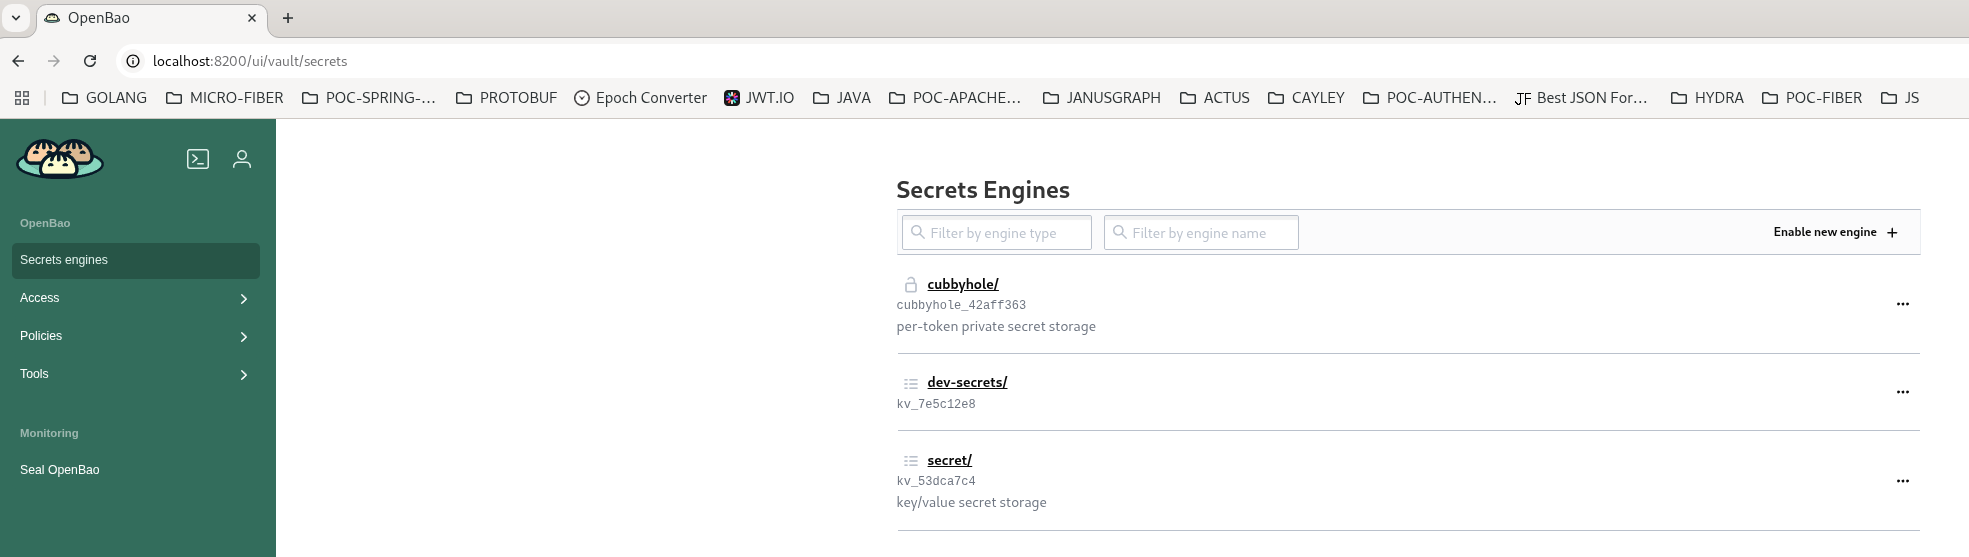 OpenBao
localhost:8200/ui/vault/secrets
GOLANG MICRO-FIBER POC-SPRING-... PROTOBUF Epoch Converter JWT.IO JAVA POC-APACHE... JANUSGRAPH ACTUS CAYLEY POC-AUTHEN... JF Best JSON For... HYDRA POC-FIBER JS
OpenBao
Secrets engines
Access
Policies
Tools
Monitoring
Seal OpenBao
Secrets Engines
Filter by engine type Filter by engine name Enable new engine +
cubbyhole/
cubbyhole_42aff363
per-token private secret storage
dev-secrets/
kv_7e5c12e8
secret/
kv_53dca7c4
key/value secret storage